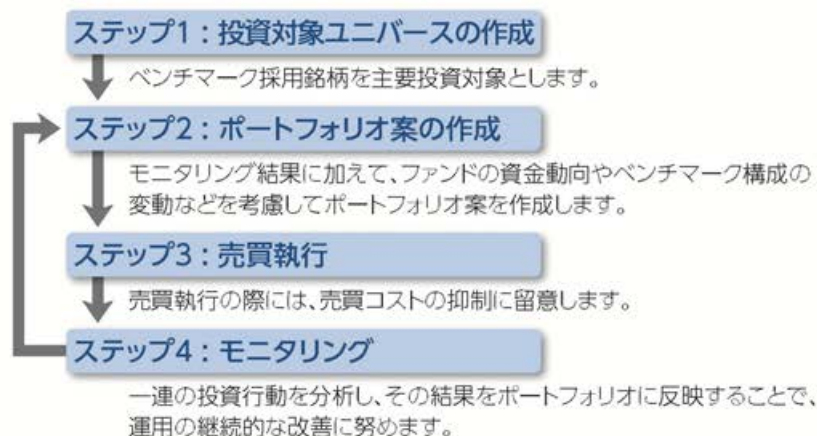 ステップ1：投資対象ユニバースの作成
ベンチマーク採用銘柄を主要投資対象とします。
ステップ2：ポートフォリオ案の作成
モニタリング結果に加えて、ファンドの資金動向やベンチマーク構成の
変動などを考慮してポートフォリオ案を作成します。
ステップ3：売買執行
売買執行の際には、売買コストの抑制に留意します。
ステップ4：モニタリング
一連の投資行動を分析し、その結果をポートフォリオに反映することで、
運用の継続的な改善に努めます。